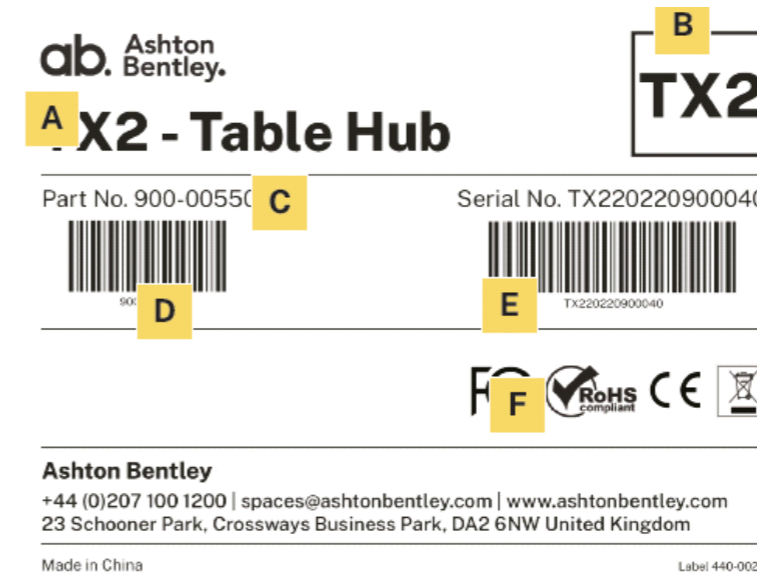 ab. Ashton
Bentley.
B
TX2
A
X2 - Table Hub
Part No. 900-00550
C
Serial No. TX220220900040
D
E
TX220220900040
F
RoHS
compliant
CE
Ashton Bentley
+44 (0)207 100 1200 | spaces@ashtonbentley.com | www.ashtonbentley.com
23 Schooner Park, Crossways Business Park, DA2 6NW United Kingdom
Made in China
Label 440-002